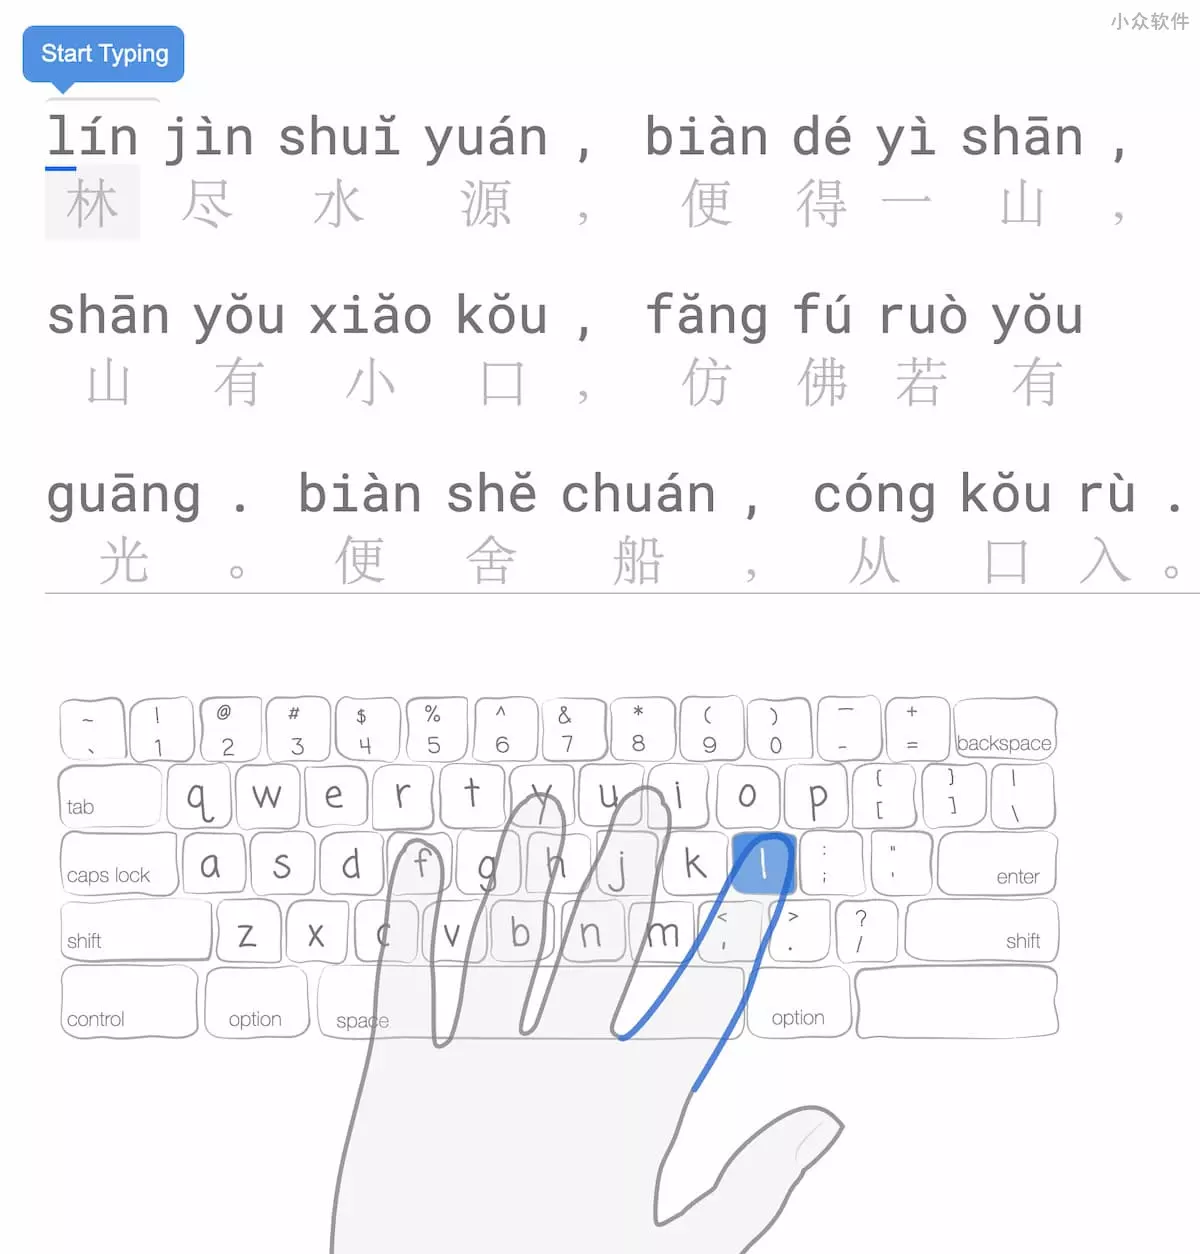 小众软件
Start Typing
lín jìn shuǐ yuán , biàn dé yì shān ,
林 尽 水 源 , 便 得 一 山 ,
shān yǒu xiǎo kǒu , fǎng fú ruò yǒu
山 有 小 口 , 仿 佛 若 有
guāng . biàn shě chuán , cóng kǒu rù .
光 。 便 舍 船 , 从 口 入 。
~ ! @ # $ % ^ & * ( ) — +
` 1 2 3 4 5 6 7 8 9 0 - = backspace
tab q w e r t y u i o p { } |
[ ] \
caps lock a s d f g h j k l : " enter
; '
shift z x c v b n m < > ? shift
, . /
control option space option